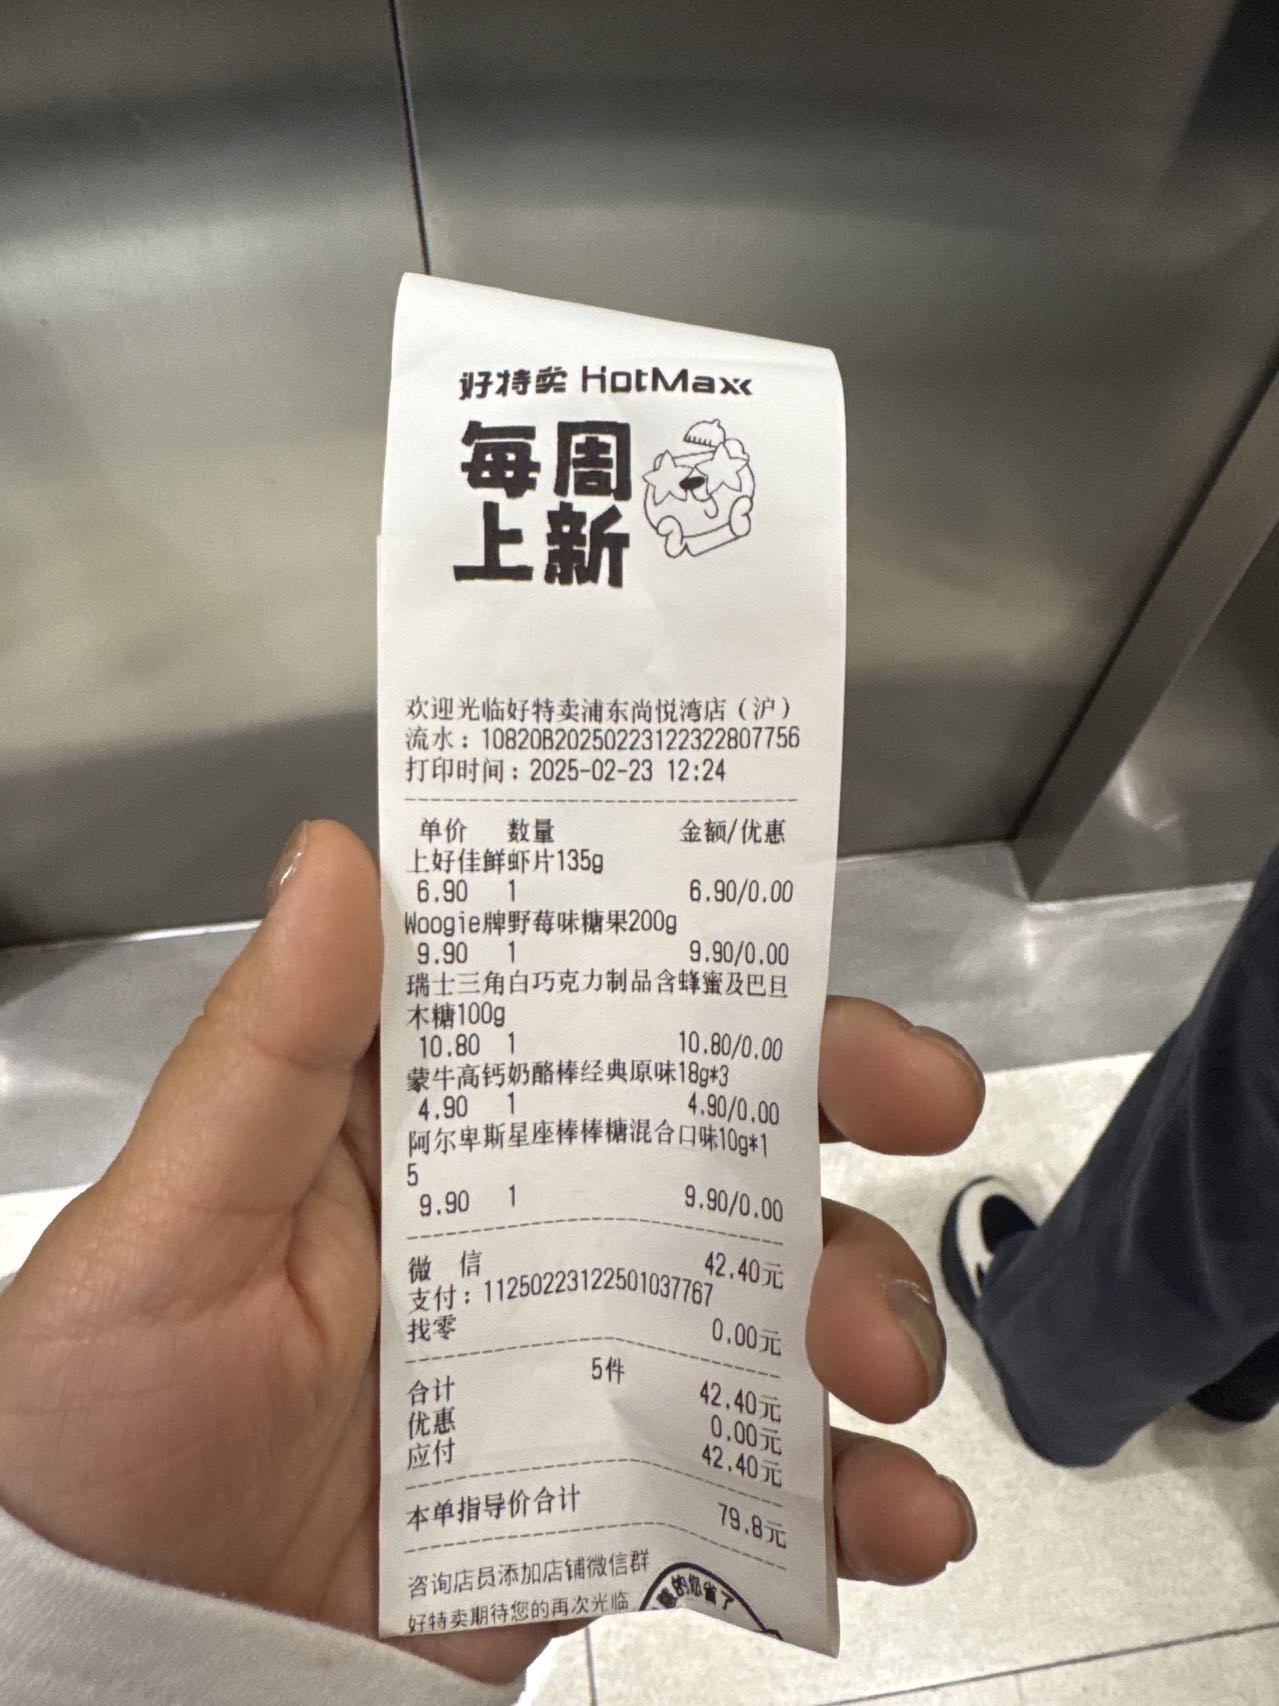 好特卖 HotMaxx
每周
上新
欢迎光临好特卖浦东尚悦湾店（沪）
流水：10820B20250223122322807756
打印时间：2025-02-23 12:24
单价 数量 金额/优惠
上好佳鲜虾片135g
6.90 1 6.90/0.00
Woogie牌野莓味糖果200g
9.90 1 9.90/0.00
瑞士三角白巧克力制品含蜂蜜及巴旦
木糖100g
10.80 1 10.80/0.00
蒙牛高钙奶酪棒经典原味18g*3
4.90 1 4.90/0.00
阿尔卑斯星座棒棒糖混合口味10g*1
5
9.90 1 9.90/0.00
微 信 42.40元
支付：11250223122501037767
找零 0.00元
5件
合计 42.40元
优惠 0.00元
应付 42.40元
本单指导价合计 79.8元
咨询店员添加店铺微信群
好特卖期待您的再次光临
的您省了